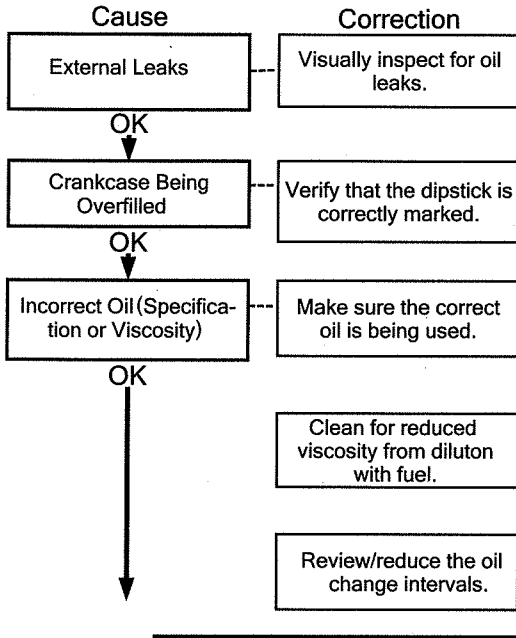 Cause
Correction
External Leaks
Visually inspect for oil
leaks.
OK
Crankcase Being
Overfilled
Verify that the dipstick is
correctly marked.
OK
Incorrect Oil (Specifica-
tion or Viscosity)
Make sure the correct
oil is being used.
OK
Clean for reduced
viscosity from diluton
with fuel.
Review/reduce the oil
change intervals.